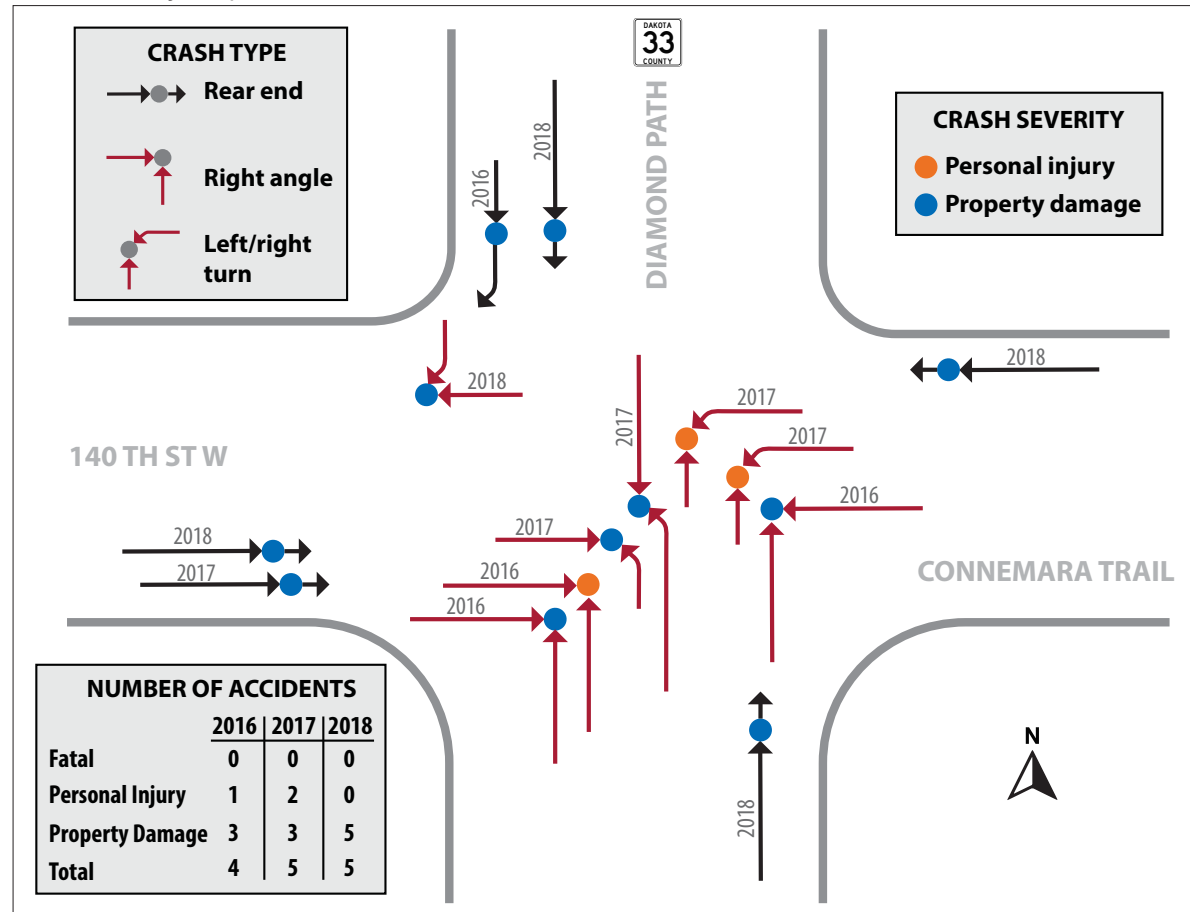 DAKOTA
33
COUNTY
CRASH TYPE
Rear end
Right angle
Left/right
turn
DIAMOND PATH
CRASH SEVERITY
Personal injury
Property damage
2016
2018
2018
2018
2017
2017
2017
2016
140 TH ST W
2018
2017
2017
2016
2016
CONNEMARA TRAIL
2018
N
NUMBER OF ACCIDENTS
2016 2017 2018
Fatal 0 0 0
Personal Injury 1 2 0
Property Damage 3 3 5
Total 4 5 5